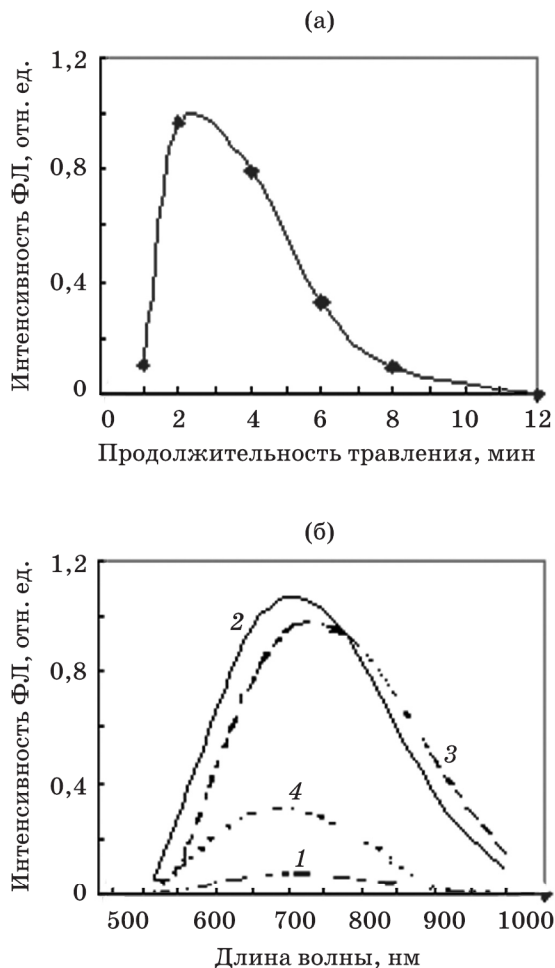 (а)
Интенсивность ФЛ, отн. ед.
1,2
0,8
0,4
0
0 2 4 6 8 10 12
Продолжительность травления, мин
(б)
Интенсивность ФЛ, отн. ед.
1,2
0,8
0,4
0
2
3
4
1
500 600 700 800 900 1000
Длина волны, нм